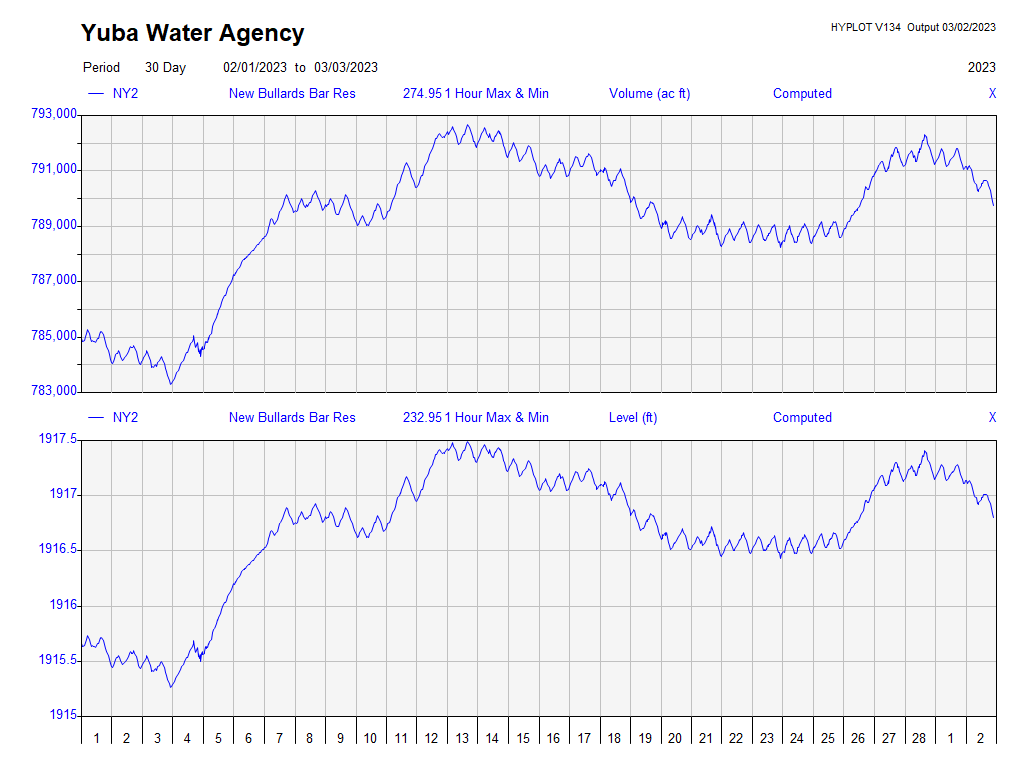 Yuba Water Agency
HYPLOT V134 Output 03/02/2023
Period 30 Day 02/01/2023 to 03/03/2023 2023
NY2 New Bullards Bar Res 274.95 1 Hour Max & Min Volume (ac ft) Computed X
793,000
791,000
789,000
787,000
785,000
783,000
NY2 New Bullards Bar Res 232.95 1 Hour Max & Min Level (ft) Computed X
1917.5
1917
1916.5
1916
1915.5
1915
1 2 3 4 5 6 7 8 9 10 11 12 13 14 15 16 17 18 19 20 21 22 23 24 25 26 27 28 1 2